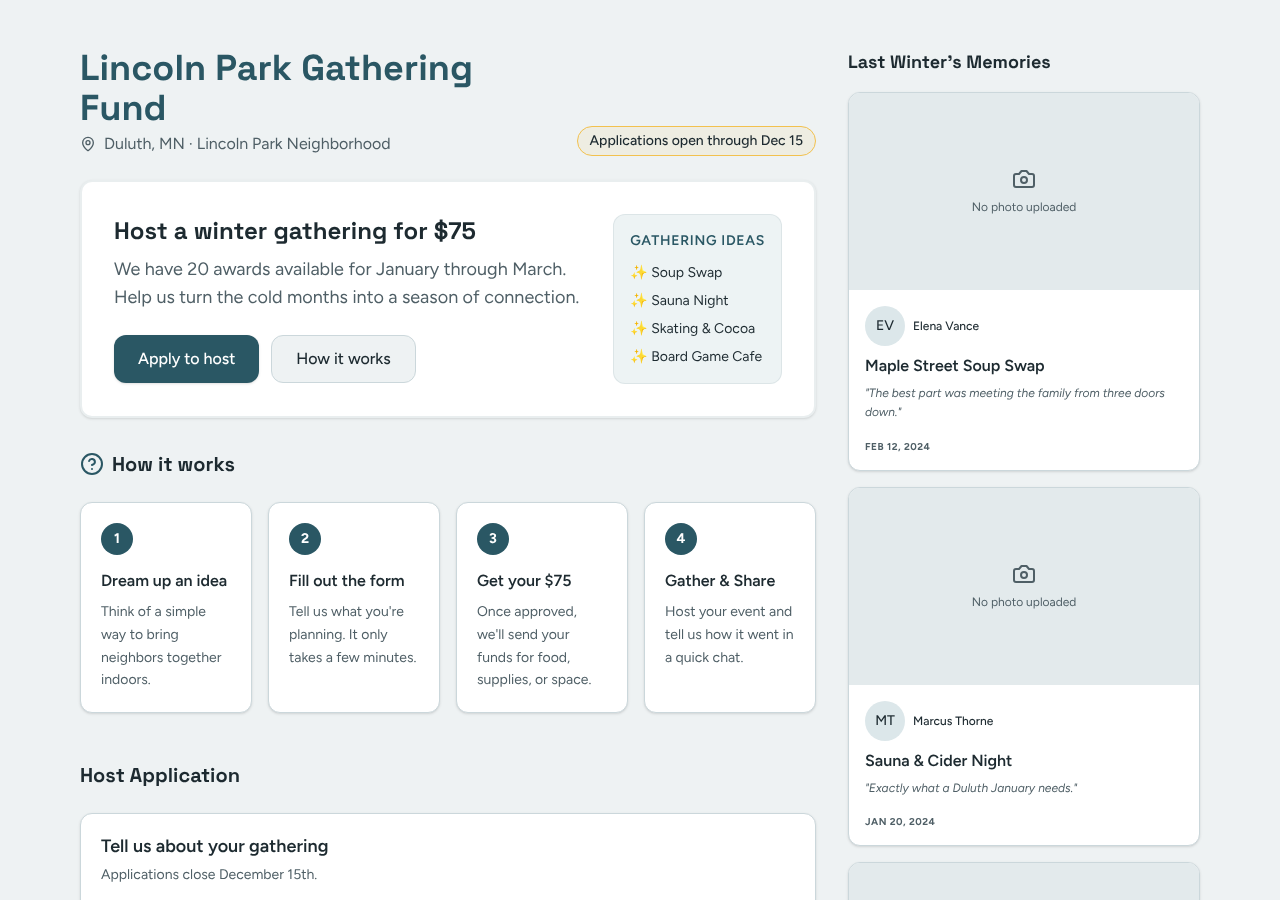 Lincoln Park Gathering
Fund
Duluth, MN · Lincoln Park Neighborhood
Applications open through Dec 15
Host a winter gathering for $75
We have 20 awards available for January through March.
Help us turn the cold months into a season of connection.
Apply to host
How it works
GATHERING IDEAS
✨ Soup Swap
✨ Sauna Night
✨ Skating & Cocoa
✨ Board Game Cafe
How it works
1
Dream up an idea
Think of a simple
way to bring
neighbors together
indoors.
2
Fill out the form
Tell us what you're
planning. It only
takes a few minutes.
3
Get your $75
Once approved,
we'll send your
funds for food,
supplies, or space.
4
Gather & Share
Host your event and
tell us how it went in
a quick chat.
Host Application
Tell us about your gathering
Applications close December 15th.
Last Winter's Memories
No photo uploaded
EV
Elena Vance
Maple Street Soup Swap
"The best part was meeting the family from three doors
down."
FEB 12, 2024
No photo uploaded
MT
Marcus Thorne
Sauna & Cider Night
"Exactly what a Duluth January needs."
JAN 20, 2024